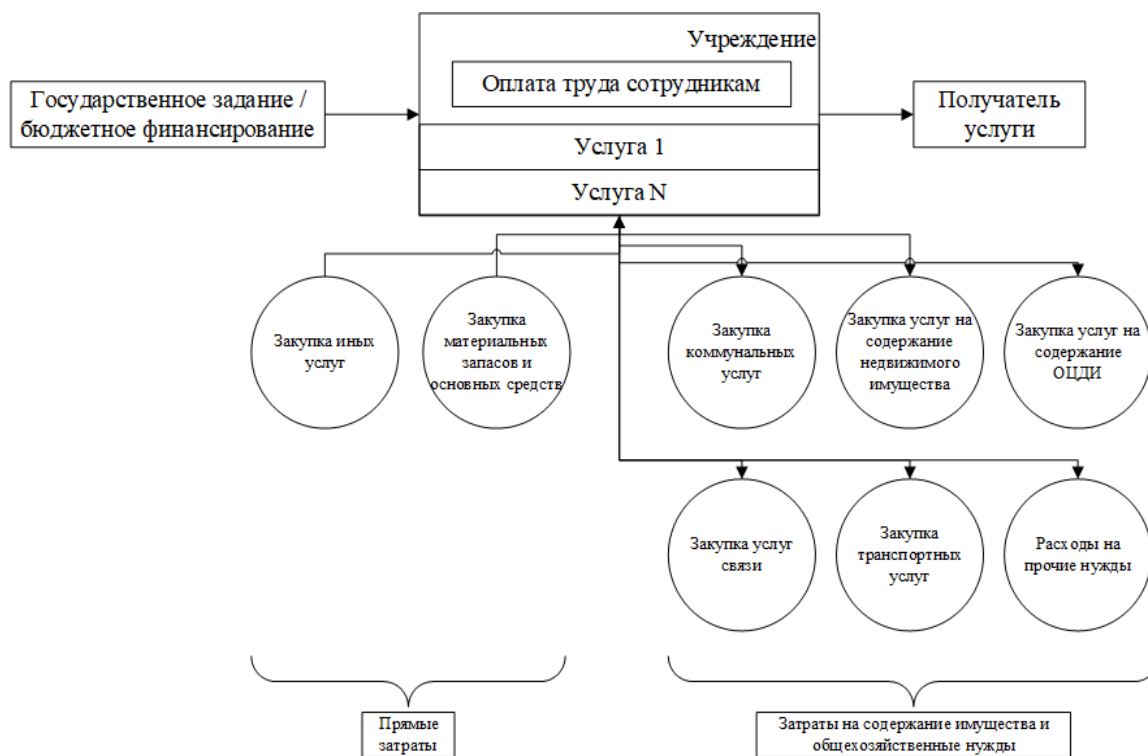 Учреждение
Оплата труда сотрудникам
Государственное задание /
бюджетное финансирование
Получатель
услуги
Услуга 1
Услуга N
Закупка иных
услуг
Закупка
материальных
запасов и
основных средств
Закупка
коммунальных
услуг
Закупка услуг на
содержание
недвижимого
имущества
Закупка услуг на
содержание
ОЦДИ
Закупка услуг
связи
Закупка
транспортных
услуг
Расходы на
прочие нужды
Прямые
затраты
Затраты на содержание имущества и
общехозяйственные нужды